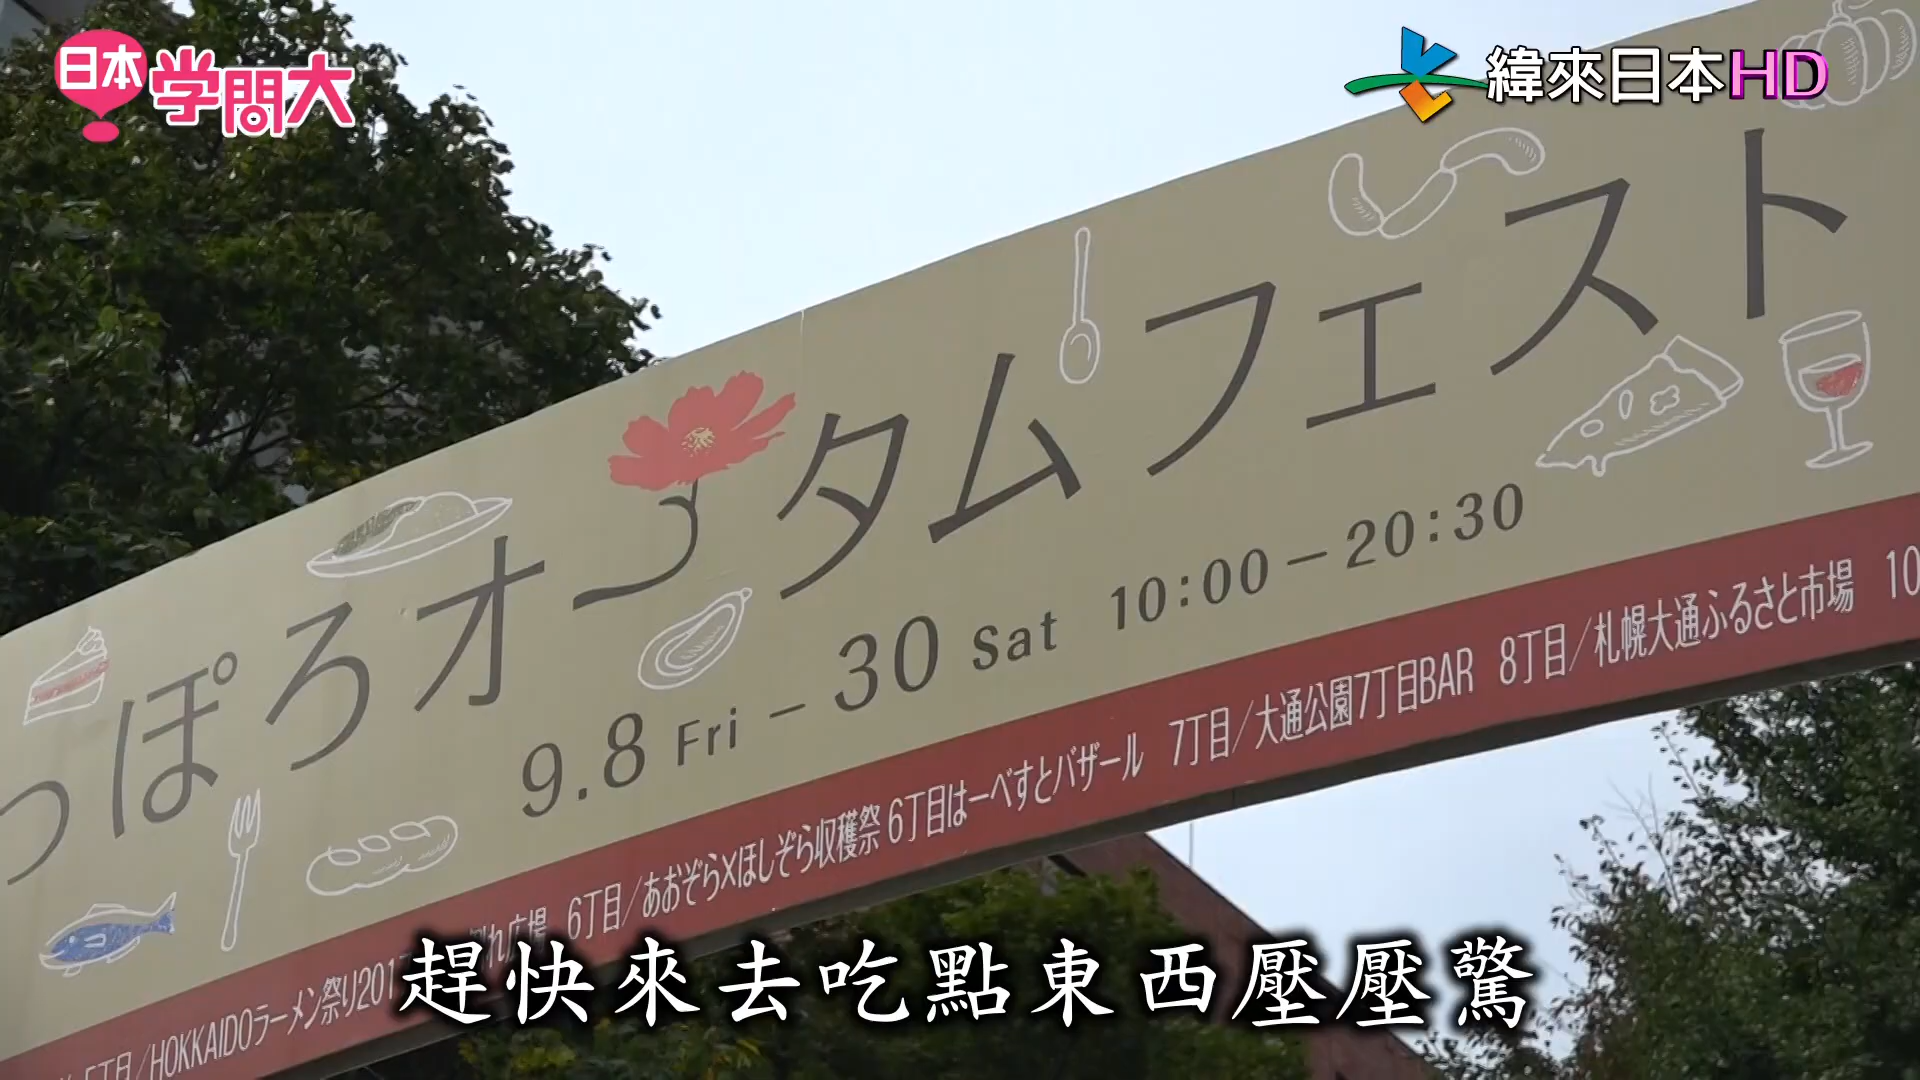 日本学問大
緯來日本HD
っぽろオータムフェスト
9.8 Fri － 30 Sat 10:00－20:30
5丁目/HOKKAIDOラーメン祭り201 れ広場 6丁目/あおぞら×ほしぞら収穫祭 6丁目はーべすとバザール 7丁目/大通公園7丁目BAR 8丁目/札幌大通ふるさと市場 10
趕快來去吃點東西壓壓驚